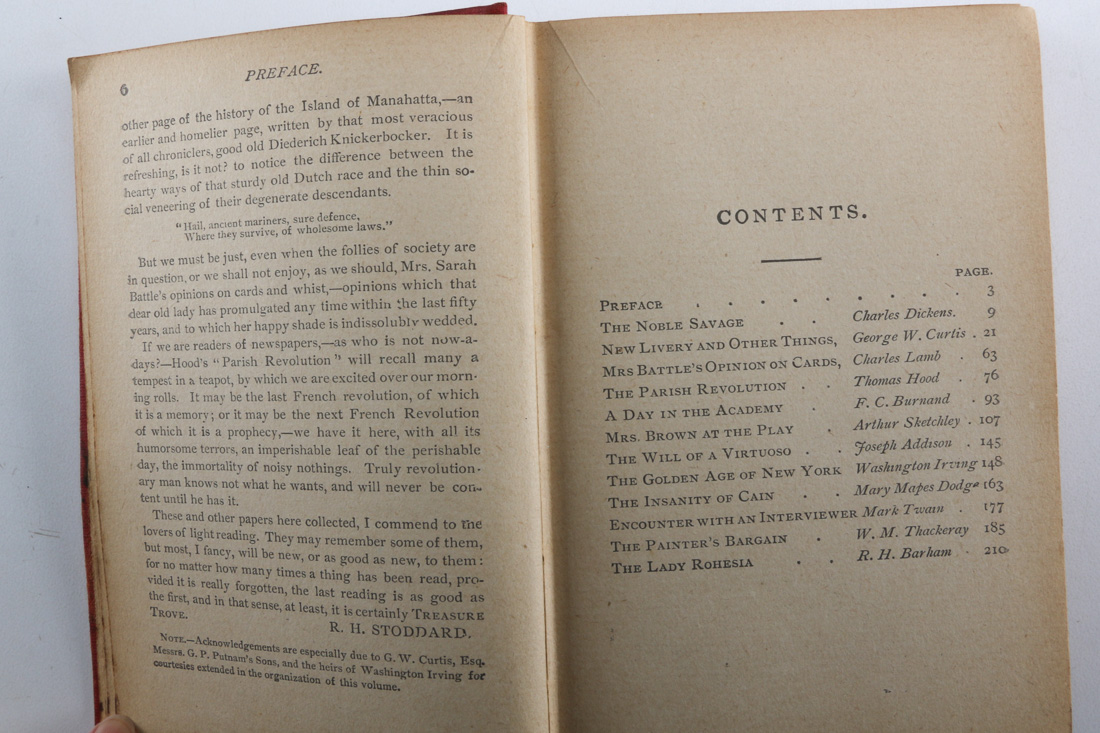 6
PREFACE.
other page of the history of the Island of Manahatta,—an
earlier and homelier page, written by that most veracious
of all chroniclers, good old Diederich Knickerbocker. It is
refreshing, is it not? to notice the difference between the
hearty ways of that sturdy old Dutch race and the thin so-
cial veneering of their degenerate descendants.
"Hail, ancient mariners, sure defence,
Where they survive, of wholesome laws."
But we must be just, even when the follies of society are
in question, or we shall not enjoy, as we should, Mrs. Sarah
Battle's opinions on cards and whist,—opinions which that
dear old lady has promulgated any time within the last fifty
years, and to which her happy shade is indissolubly wedded.
If we are readers of newspapers,—as who is not now-a-
days?—Hood's "Parish Revolution" will recall many a
tempest in a teapot, by which we are excited over our morn-
ing rolls. It may be the last French revolution, of which
it is a memory; or it may be the next French Revolution
of which it is a prophecy,—we have it here, with all its
humorsome terrors, an imperishable leaf of the perishable
day, the immortality of noisy nothings. Truly revolution-
ary man knows not what he wants, and will never be con-
tent until he has it.
These and other papers here collected, I commend to the
lovers of light reading. They may remember some of them,
but most, I fancy, will be new, or as good as new, to them:
for no matter how many times a thing has been read, pro-
vided it is really forgotten, the last reading is as good as
the first, and in that sense, at least, it is certainly TREASURE
TROVE.
R. H. STODDARD.
NOTE.—Acknowledgements are especially due to G. W. Curtis, Esq.
Messrs. G. P. Putnam's Sons, and the heirs of Washington Irving for
courtesies extended in the organization of this volume.
CONTENTS.
PAGE.
PREFACE . . . . . . . . . 3
THE NOBLE SAVAGE . . Charles Dickens. 9
NEW LIVERY AND OTHER THINGS, George W. Curtis . 21
MRS BATTLE'S OPINION ON CARDS, Charles Lamb . 63
THE PARISH REVOLUTION . . Thomas Hood . 76
A DAY IN THE ACADEMY . F. C. Burnand . 93
MRS. BROWN AT THE PLAY . Arthur Sketchley . 107
THE WILL OF A VIRTUOSO . . Joseph Addison . 145
THE GOLDEN AGE OF NEW YORK Washington Irving 148
THE INSANITY OF CAIN . . Mary Mapes Dodge 163
ENCOUNTER WITH AN INTERVIEWER Mark Twain . 177
THE PAINTER'S BARGAIN . W. M. Thackeray 185
THE LADY ROHESIA . . R. H. Barham . 210